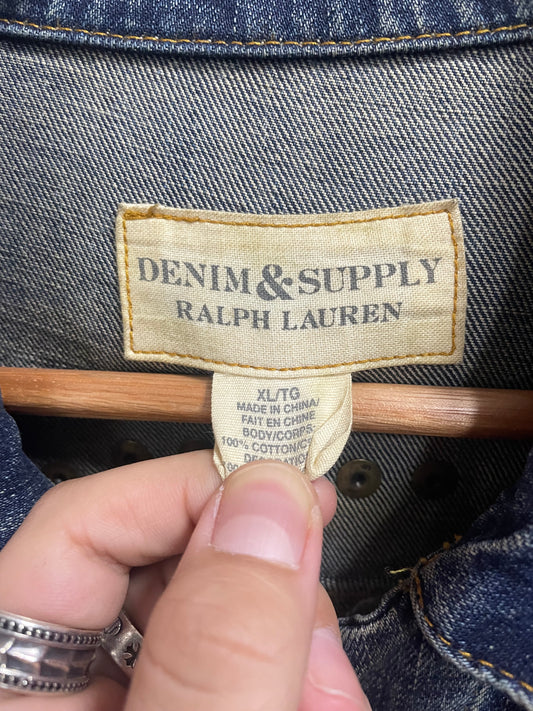 DENIM&SUPPLY
RALPH LAUREN
XL/TG
MADE IN CHINA/
FAIT EN CHINE
BODY/CORPS:
100% COTTON/C